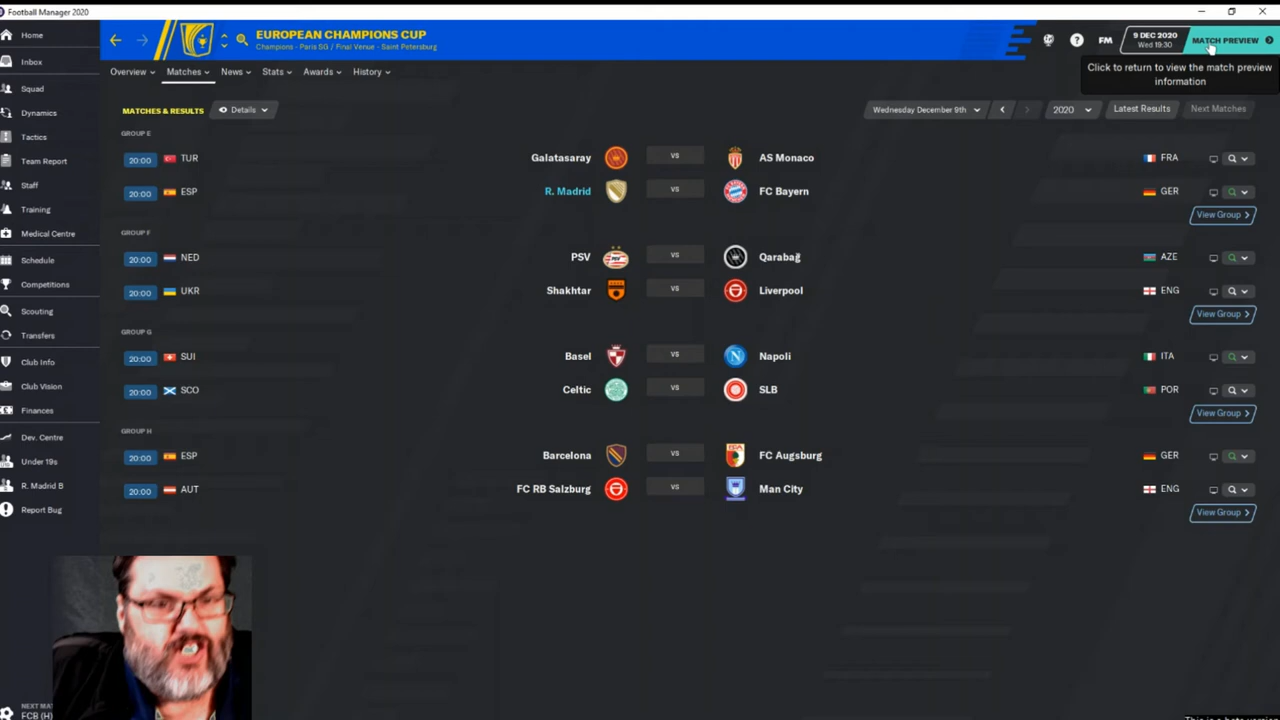 Football Manager 2020
EUROPEAN CHAMPIONS CUP
Champions - Paris SG / Final Venue - Saint Petersburg
FM
9 DEC 2020
Wed 19:30
MATCH PREVIEW
Click to return to view the match preview
information
Home
Inbox
Squad
Dynamics
Tactics
Team Report
Staff
Training
Medical Centre
Schedule
Competitions
Scouting
Transfers
Club Info
Club Vision
Finances
Dev. Centre
Under 19s
R. Madrid B
Report Bug
NEXT MA
FCB (H)
Overview
Matches
News
Stats
Awards
History
MATCHES & RESULTS
Details
Wednesday December 9th
2020
Latest Results
Next Matches
GROUP E
20:00 TUR Galatasaray vs AS Monaco FRA
20:00 ESP R. Madrid vs FC Bayern GER
View Group
GROUP F
20:00 NED PSV vs Qarabağ AZE
20:00 UKR Shakhtar vs Liverpool ENG
View Group
GROUP G
20:00 SUI Basel vs Napoli ITA
20:00 SCO Celtic vs SLB POR
View Group
GROUP H
20:00 ESP Barcelona vs FC Augsburg GER
20:00 AUT FC RB Salzburg vs Man City ENG
View Group